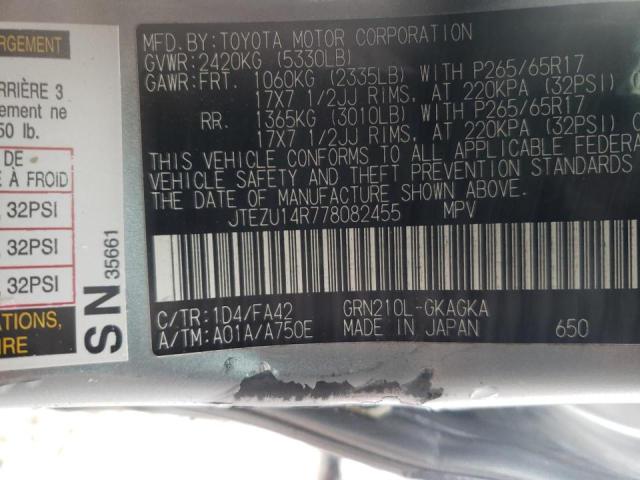 MFD. BY: TOYOTA MOTOR CORPORATION
GVWR: 2420KG (5330LB)
GAWR: FRT. 1060KG (2335LB) WITH P265/65R17
17X7 1/2JJ RIMS, AT 220KPA (32PSI)
RR. 1365KG (3010LB) WITH P265/65R17
17X7 1/2JJ RIMS, AT 220KPA (32PSI)
THIS VEHICLE CONFORMS TO ALL APPLICABLE FEDERA
VEHICLE SAFETY AND THEFT PREVENTION STANDARDS
THE DATE OF MANUFACTURE SHOWN ABOVE.
JTEZU14R778082455 MPV
C/TR: 1D4/FA42 GRN210L-GKAGKA
A/TM: A01A/A750E MADE IN JAPAN 650
ARGEMENT
ARRIÈRE 3
ement ne
50 lb.
DE
À FROID
, 32PSI
, 32PSI
, 32PSI
SN 35661
IONS:
IRE